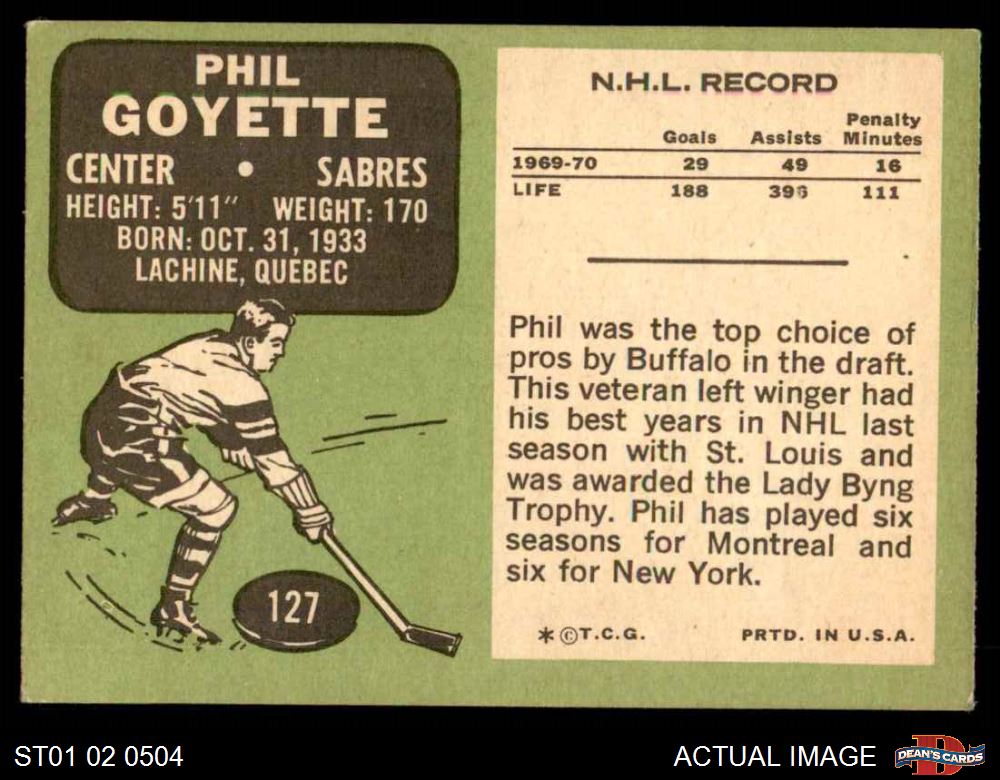 PHIL
GOYETTE
CENTER • SABRES
HEIGHT: 5'11" WEIGHT: 170
BORN: OCT. 31, 1933
LACHINE, QUEBEC
127
N.H.L. RECORD
Goals Assists Penalty Minutes
1969-70 29 49 16
LIFE 188 111
Phil was the top choice of
pros by Buffalo in the draft.
This veteran left winger had
his best years in NHL last
season with St. Louis and
was awarded the Lady Byng
Trophy. Phil has played six
seasons for Montreal and
six for New York.
*©T.C.G. PRTD. IN U.S.A.
ST01 02 0504
ACTUAL IMAGE
D
DEAN'S CARDS